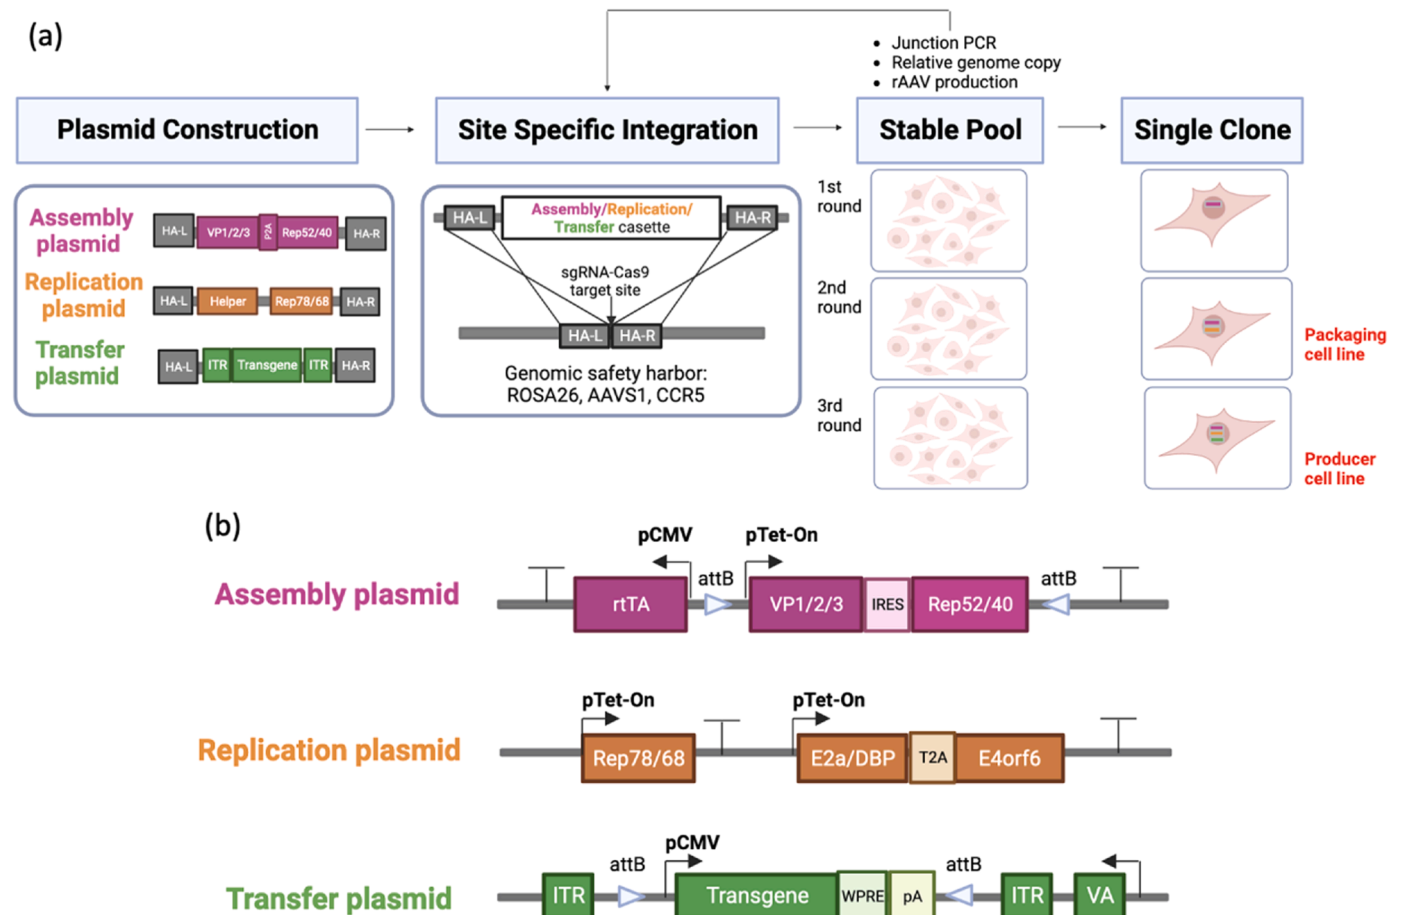 (a)
Junction PCR
Relative genome copy
rAAV production
Plasmid Construction
Site Specific Integration
Stable Pool
Single Clone
Assembly
plasmid
HA-L
VP1/2/3
P2A
Rep52/40
HA-R
Replication
plasmid
HA-L
Helper
Rep78/68
HA-R
Transfer
plasmid
HA-L
ITR
Transgene
ITR
HA-R
HA-L
Assembly/Replication/
Transfer casette
HA-R
sgRNA-Cas9
target site
HA-L
HA-R
Genomic safety harbor:
ROSA26, AAVS1, CCR5
1st
round
2nd
round
3rd
round
Packaging
cell line
Producer
cell line
(b)
Assembly plasmid
pCMV
pTet-On
rtTA
attB
VP1/2/3
IRES
Rep52/40
attB
Replication plasmid
pTet-On
pTet-On
Rep78/68
E2a/DBP
T2A
E4orf6
Transfer plasmid
pCMV
ITR
attB
Transgene
WPRE
pA
attB
ITR
VA